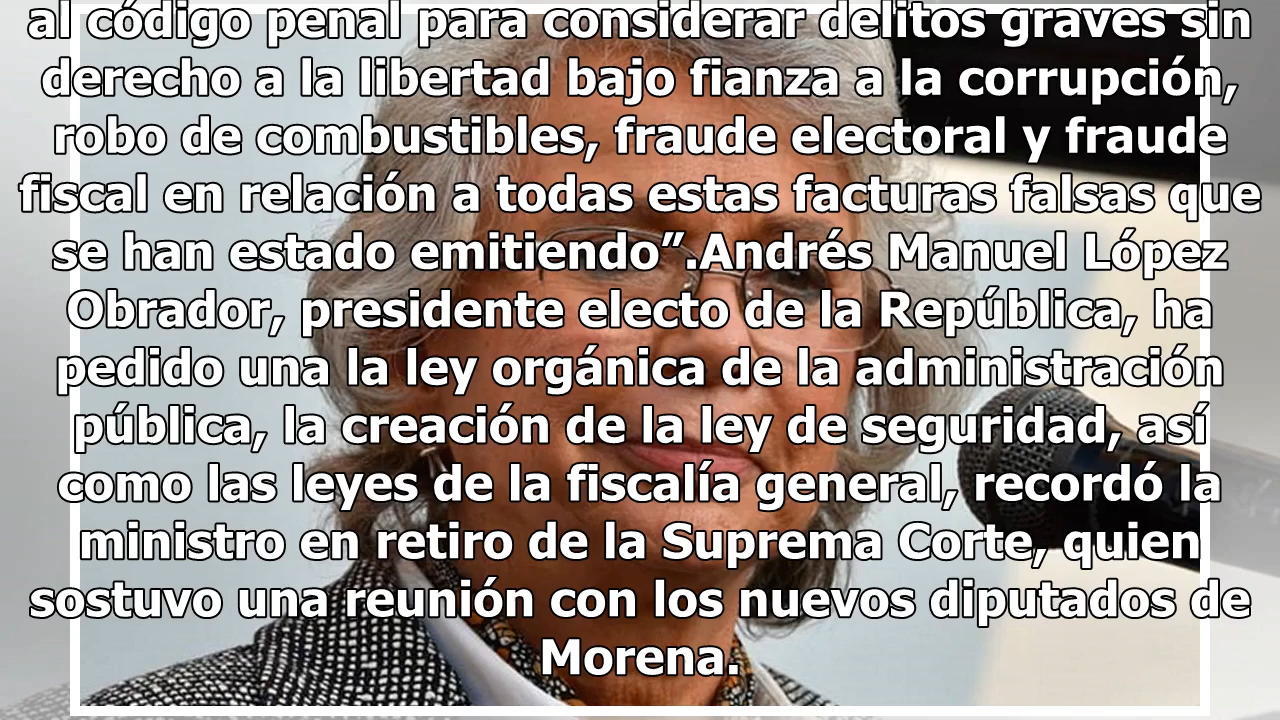 al código penal para considerar delitos graves sin
derecho a la libertad bajo fianza a la corrupción,
robo de combustibles, fraude electoral y fraude
fiscal en relación a todas estas facturas falsas que
se han estado emitiendo”.Andrés Manuel López
Obrador, presidente electo de la República, ha
pedido una la ley orgánica de la administración
pública, la creación de la ley de seguridad, así
como las leyes de la fiscalía general, recordó la
ministro en retiro de la Suprema Corte, quien
sostuvo una reunión con los nuevos diputados de
Morena.